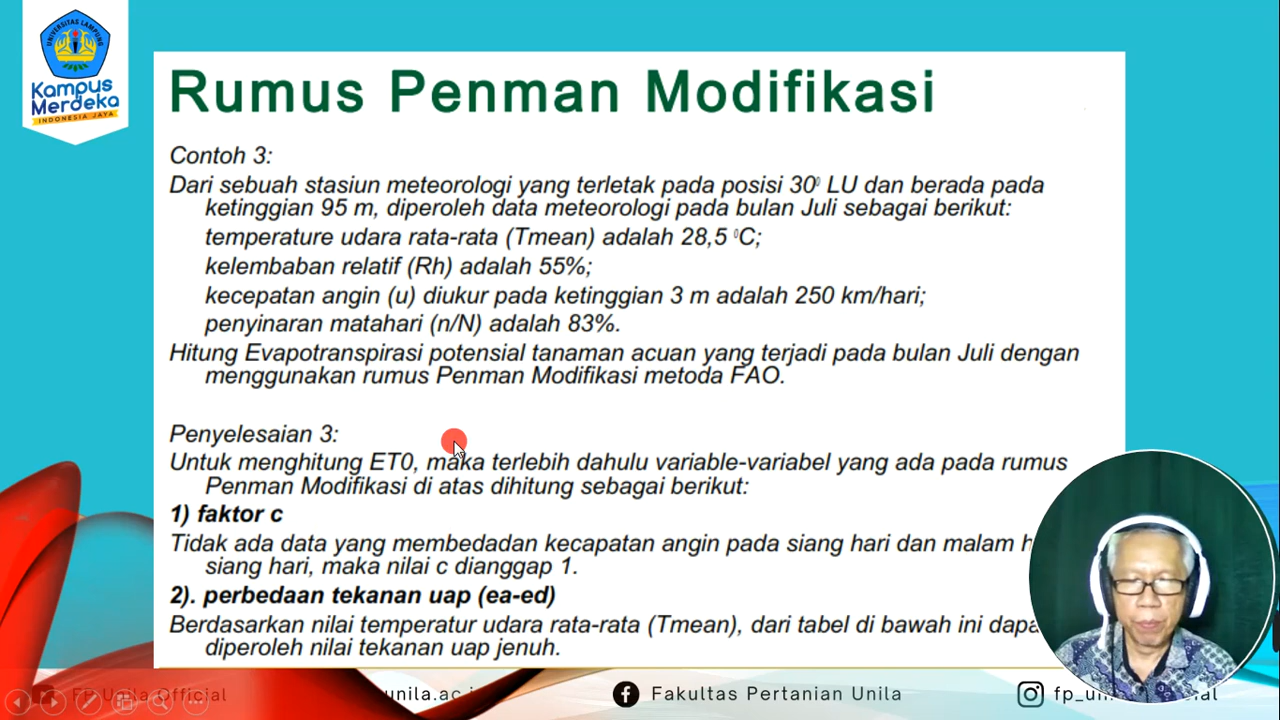 UNIVERSITAS LAMPUNG
Kampus
Merdeka
INDONESIA JAYA
Rumus Penman Modifikasi
Contoh 3:
Dari sebuah stasiun meteorologi yang terletak pada posisi 30⁰ LU dan berada pada
ketinggian 95 m, diperoleh data meteorologi pada bulan Juli sebagai berikut:
temperature udara rata-rata (Tmean) adalah 28,5 ⁰C;
kelembaban relatif (Rh) adalah 55%;
kecepatan angin (u) diukur pada ketinggian 3 m adalah 250 km/hari;
penyinaran matahari (n/N) adalah 83%.
Hitung Evapotranspirasi potensial tanaman acuan yang terjadi pada bulan Juli dengan
menggunakan rumus Penman Modifikasi metoda FAO.
Penyelesaian 3:
Untuk menghitung ET0, maka terlebih dahulu variable-variabel yang ada pada rumus
Penman Modifikasi di atas dihitung sebagai berikut:
1) faktor c
Tidak ada data yang membedadan kecapatan angin pada siang hari dan malam h
siang hari, maka nilai c dianggap 1.
2). perbedaan tekanan uap (ea-ed)
Berdasarkan nilai temperatur udara rata-rata (Tmean), dari tabel di bawah ini dapa
diperoleh nilai tekanan uap jenuh.
FP Unila Official
unila.ac.i
Fakultas Pertanian Unila
fp_un